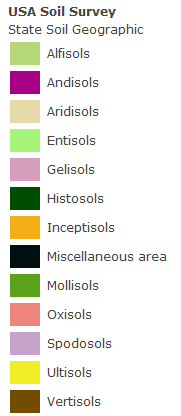 USA Soil Survey
State Soil Geographic
Alfisols
Andisols
Aridisols
Entisols
Gelisols
Histosols
Inceptisols
Miscellaneous area
Mollisols
Oxisols
Spodosols
Ultisols
Vertisols